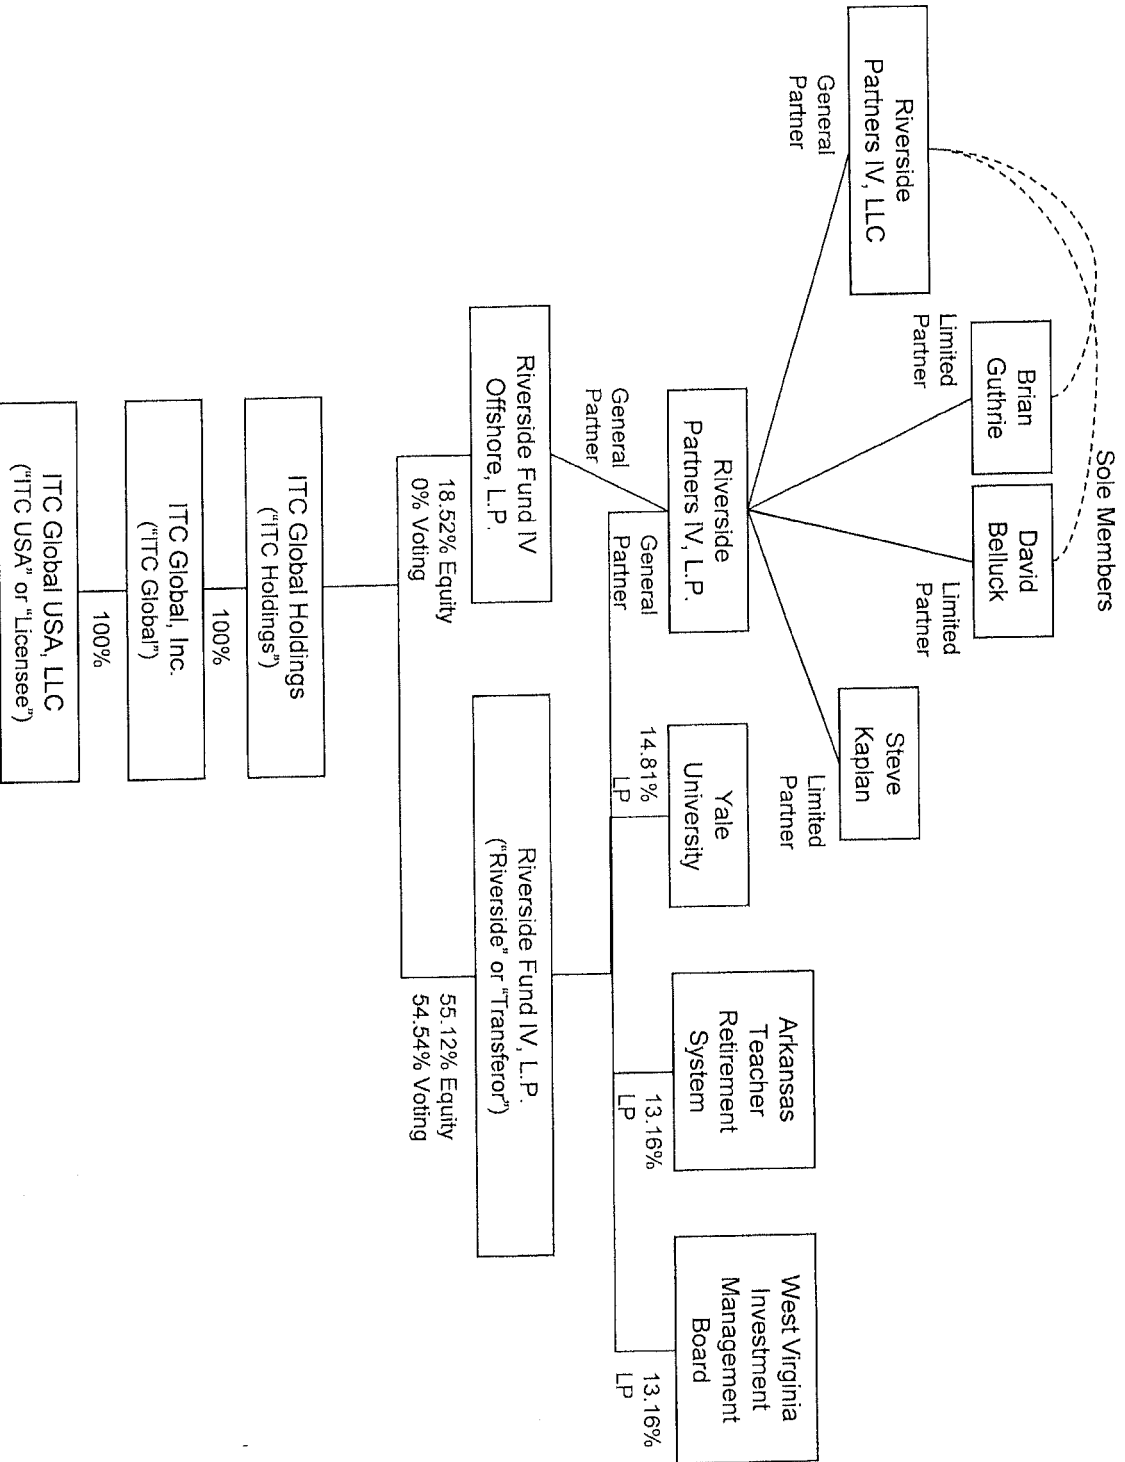 Sole Members
Riverside
Partners IV, LLC
General
Partner
Brian
Guthrie
Limited
Partner
David
Belluck
Limited
Partner
Steve
Kaplan
Limited
Partner
Riverside
Partners IV, L.P.
General
Partner
General
Partner
Yale
University
14.81%
LP
Arkansas
Teacher
Retirement
System
13.16%
LP
West Virginia
Investment
Management
Board
13.16%
LP
Riverside Fund IV
Offshore, L.P.
18.52% Equity
0% Voting
Riverside Fund IV, L.P.
("Riverside" or "Transferor")
55.12% Equity
54.54% Voting
ITC Global Holdings
("ITC Holdings")
100%
ITC Global, Inc.
("ITC Global")
100%
ITC Global USA, LLC
("ITC USA" or "Licensee")